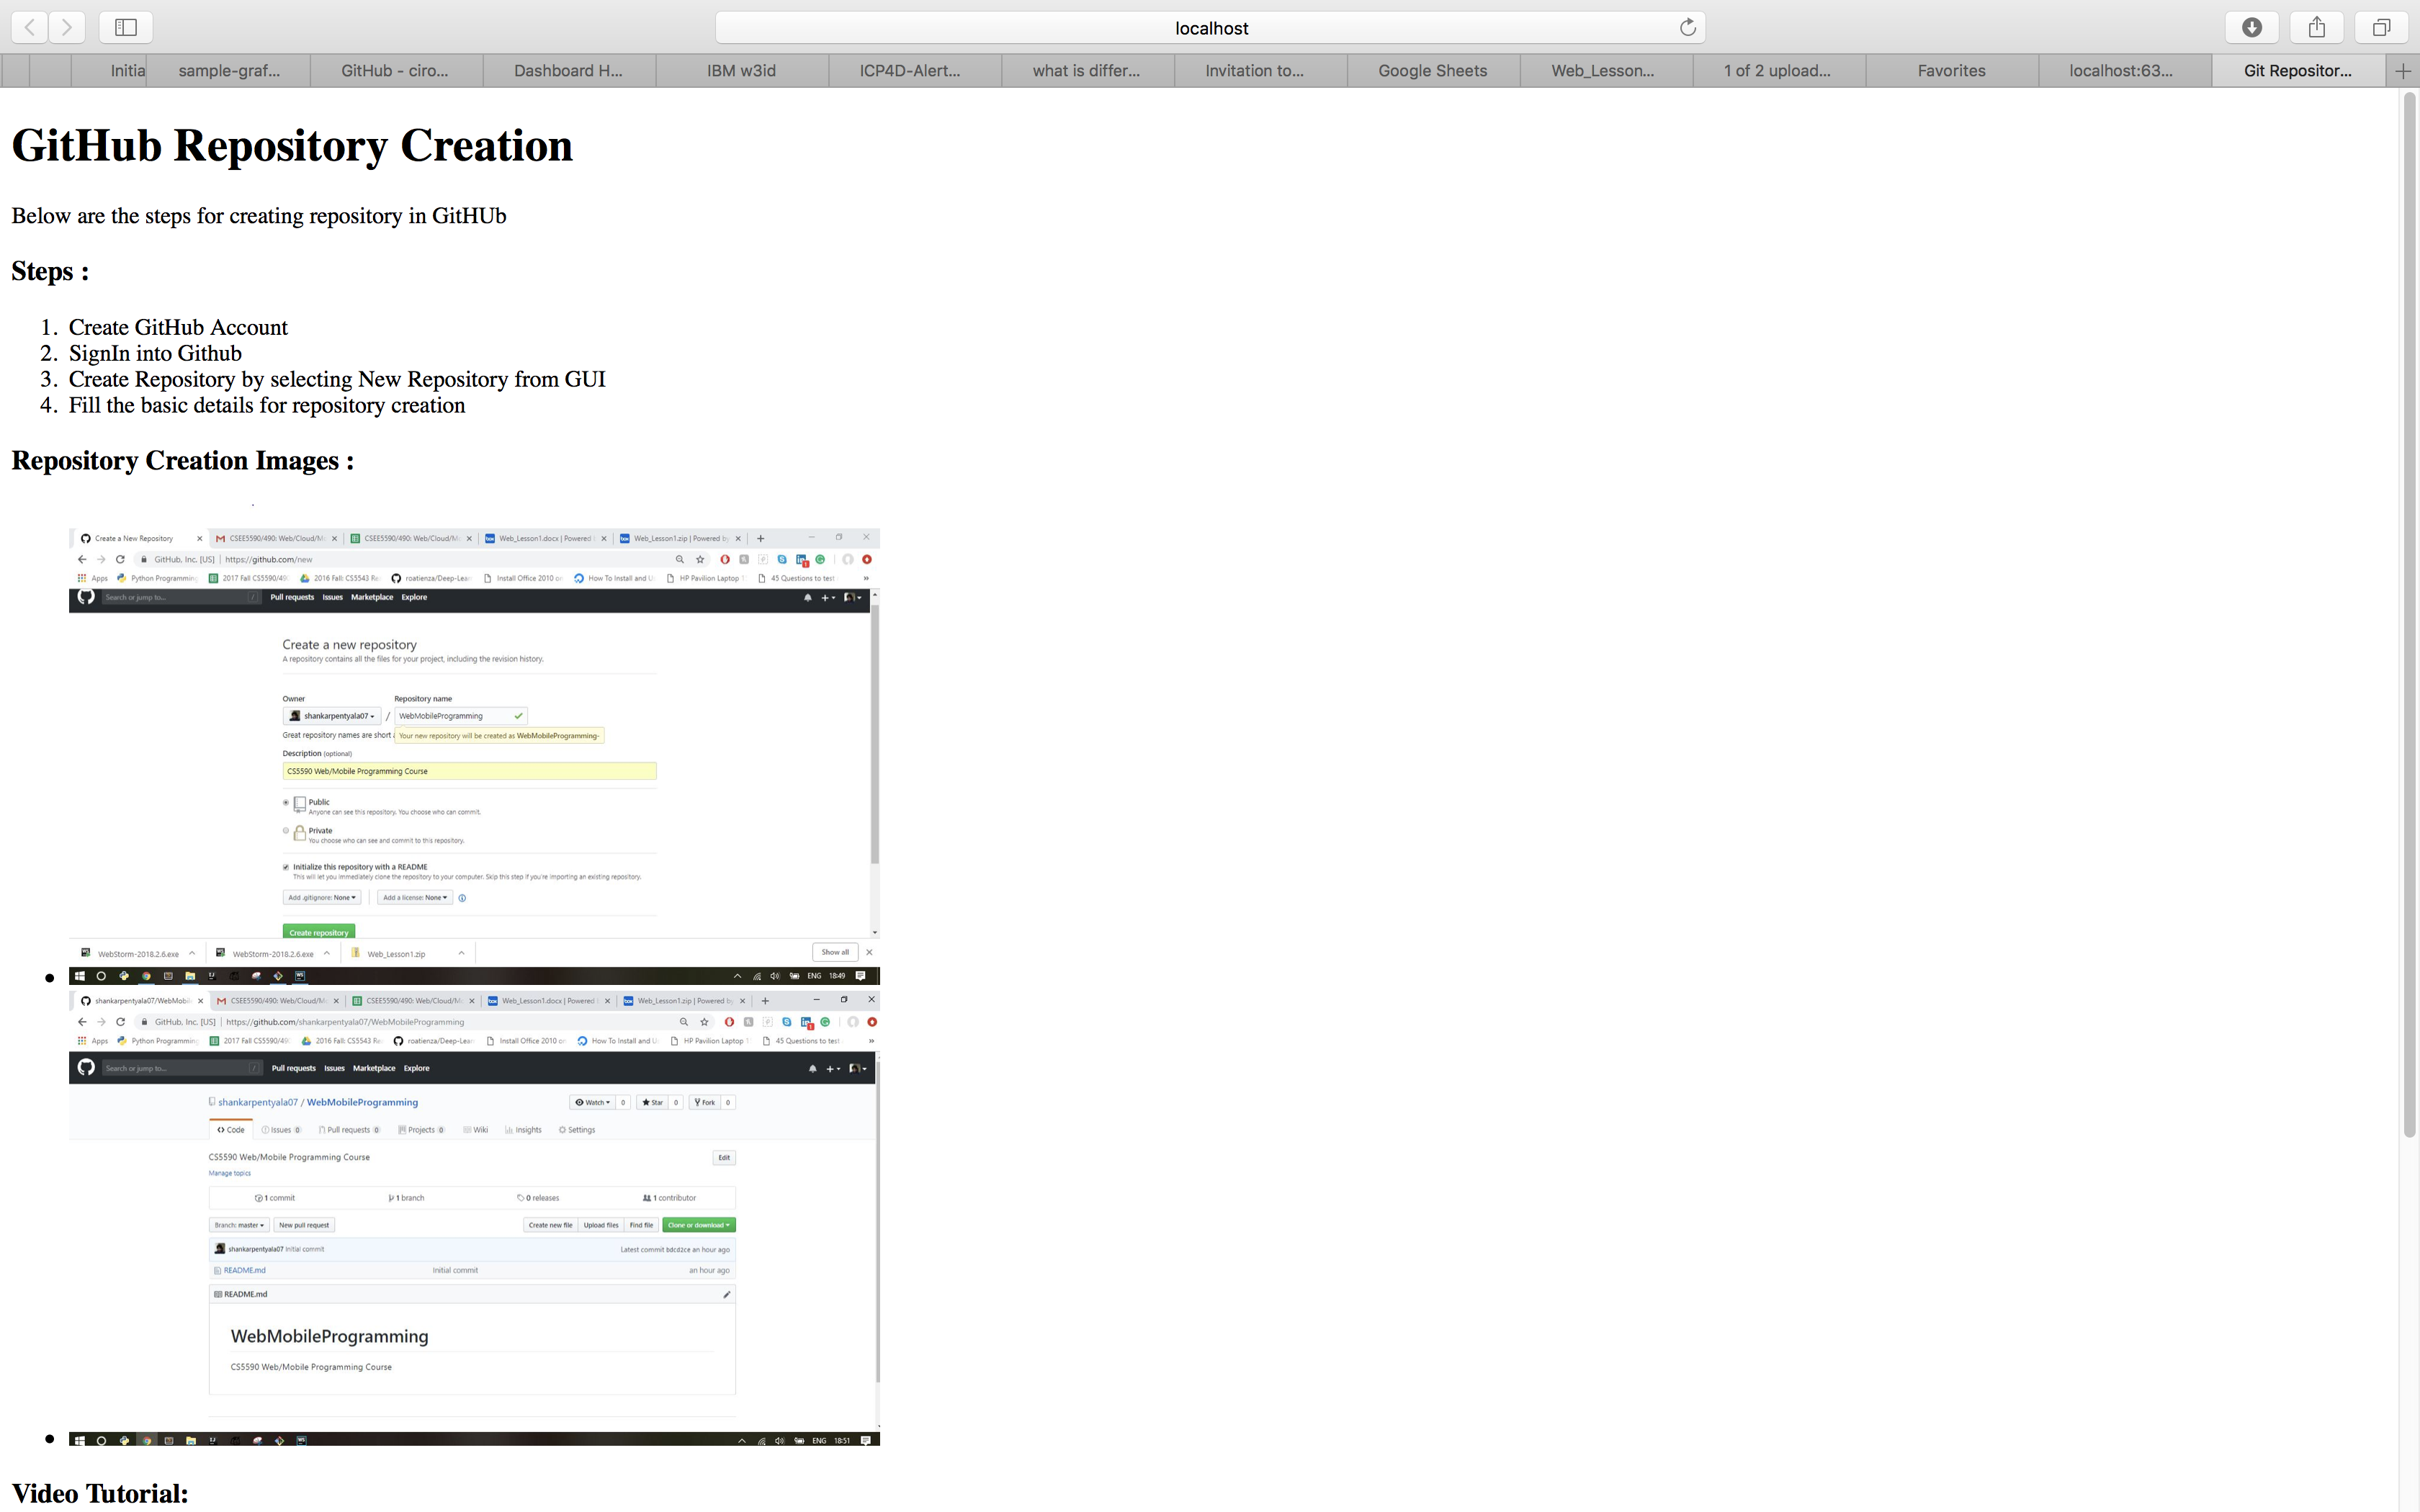 localhost
Initia
sample-graf...
GitHub - ciro...
Dashboard H...
IBM w3id
ICP4D-Alert...
what is differ...
Invitation to...
Google Sheets
Web_Lesson...
1 of 2 upload...
Favorites
localhost:63...
Git Repositor...
GitHub Repository Creation
Below are the steps for creating repository in GitHUb
Steps :
1. Create GitHub Account
2. SignIn into Github
3. Create Repository by selecting New Repository from GUI
4. Fill the basic details for repository creation
Repository Creation Images :
Create a New Repository
CSEE5590/490: Web/Cloud/M
CSEE5590/490: Web/Cloud/M
Web_Lesson1.docx | Powered
Web_Lesson1.zip | Powered by
GitHub, Inc. [US] | https://github.com/new
Apps
Python Programming
2017 Fall CS5590/49
2016 Fall: CS5543 Re
roatienza/Deep-Lear
Install Office 2010 o
How To Install and U
HP Pavilion Laptop
45 Questions to test
Search or jump to...
Pull requests
Issues
Marketplace
Explore
Create a new repository
A repository contains all the files for your project, including the revision history.
Owner
Repository name
shankarpentyala07 / WebMobileProgramming
Great repository names are short
Your new repository will be created as WebMobileProgramming-
Description (optional)
CS5590 Web/Mobile Programming Course
Public
Anyone can see this repository. You choose who can commit.
Private
You choose who can see and commit to this repository.
Initialize this repository with a README
This will let you immediately clone the repository to your computer. Skip this step if you're importing an existing repository.
Add .gitignore: None
Add a license: None
Create repository
WebStorm-2018.2.6.exe
WebStorm-2018.2.6.exe
Web_Lesson1.zip
Show all
ENG 18:49
shankarpentyala07/WebMobil
CSEE5590/490: Web/Cloud/M
CSEE5590/490: Web/Cloud/M
Web_Lesson1.docx | Powered
Web_Lesson1.zip | Powered by
GitHub, Inc. [US] | https://github.com/shankarpentyala07/WebMobileProgramming
Apps
Python Programming
2017 Fall CS5590/49
2016 Fall: CS5543 Re
roatienza/Deep-Lear
Install Office 2010 o
How To Install and U
HP Pavilion Laptop
45 Questions to test
Search or jump to...
Pull requests
Issues
Marketplace
Explore
shankarpentyala07 / WebMobileProgramming
Watch 0
Star 0
Fork 0
Code
Issues 0
Pull requests 0
Projects 0
Wiki
Insights
Settings
CS5590 Web/Mobile Programming Course
Edit
Manage topics
1 commit
1 branch
0 releases
1 contributor
Branch: master
New pull request
Create new file
Upload files
Find file
Clone or download
shankarpentyala07 Initial commit
Latest commit bdcd2ce an hour ago
README.md
Initial commit
an hour ago
README.md
WebMobileProgramming
CS5590 Web/Mobile Programming Course
ENG 18:51
Video Tutorial: